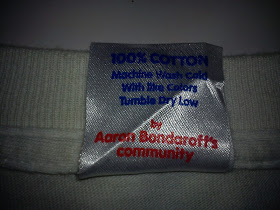 100% COTTON
Machine Wash Cold
With like Colors
Tumble Dry Low
by
Aaron Bondaroff's
community